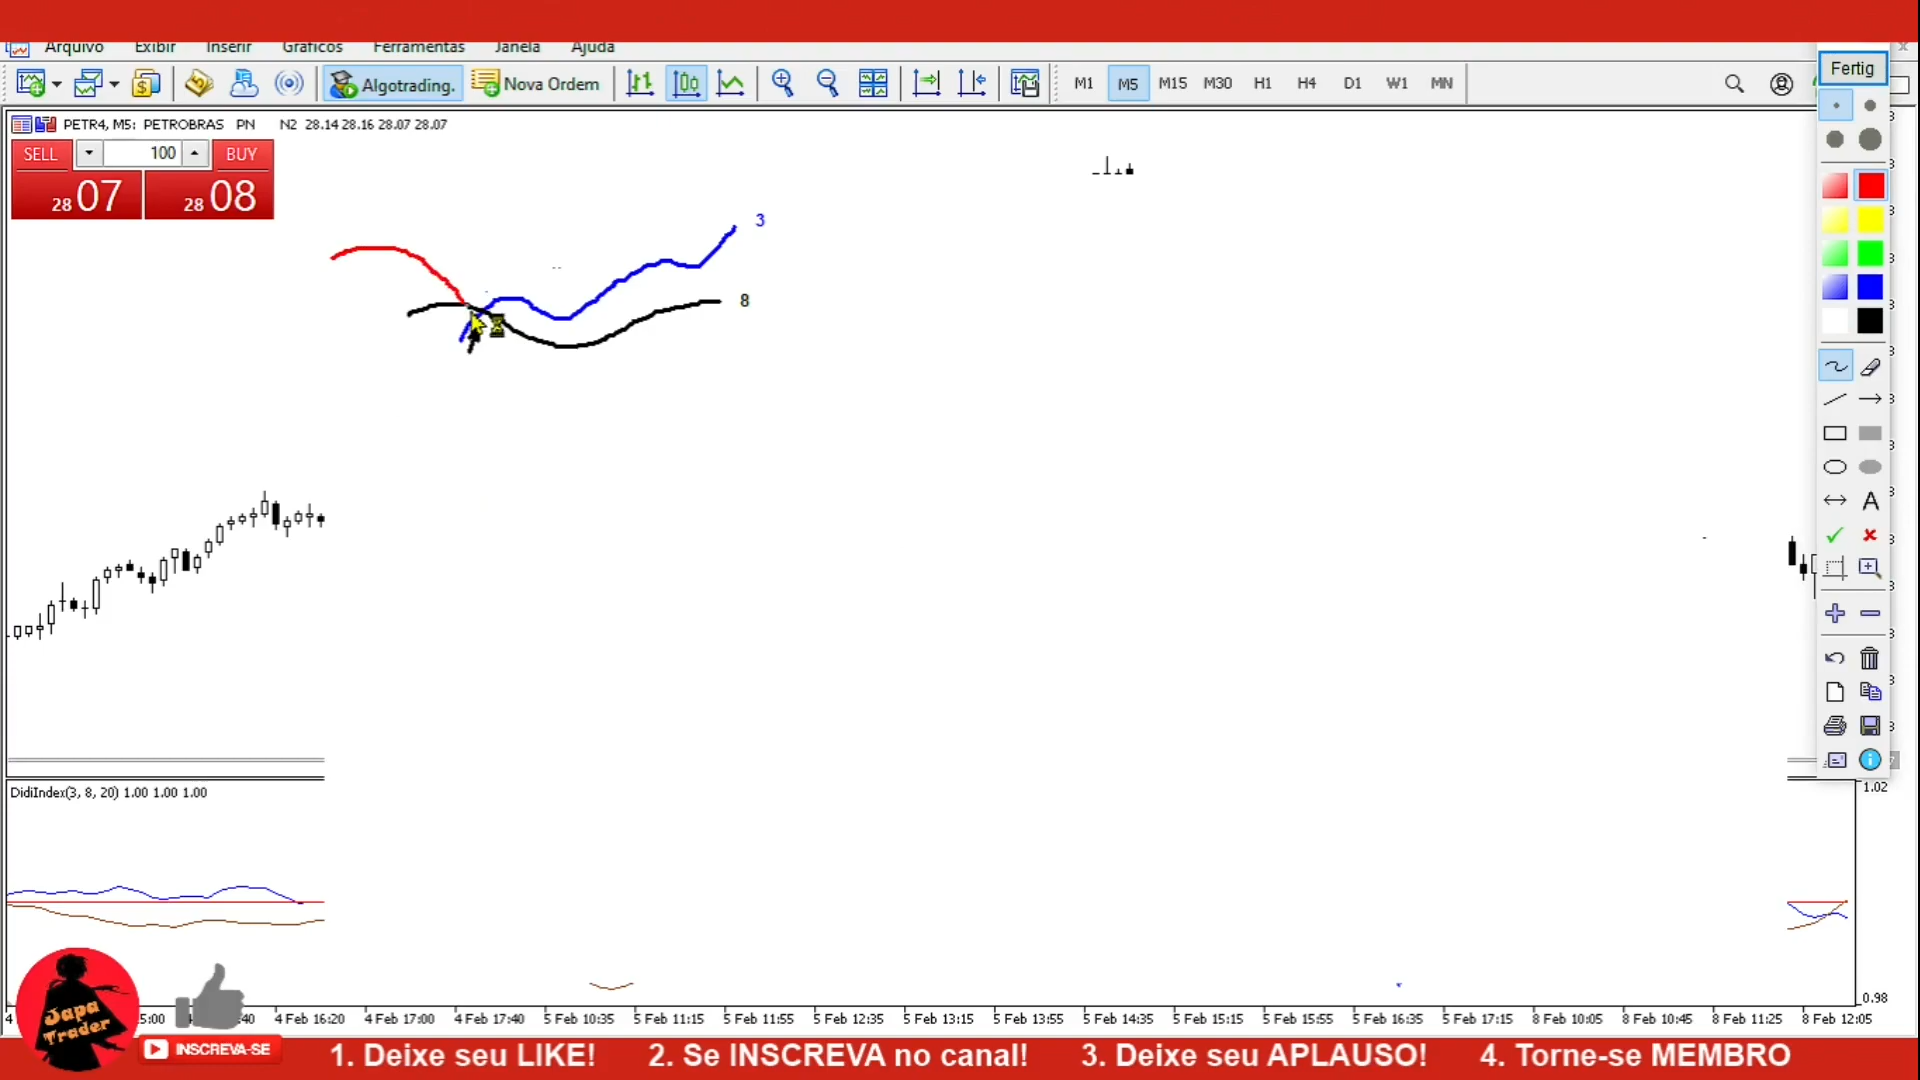 Arquivo Exibir Inserir Gráficos Ferramentas Janela Ajuda
Fertig
Algotrading. Nova Ordem M1 M5 M15 M30 H1 H4 D1 W1 MN
PETR4, M5: PETROBRAS PN N2 28.14 28.16 28.07 28.07
SELL 100 BUY
28 07 28 08
3
8
A
DidiIndex(3, 8, 20) 1.00 1.00 1.00
1.02
0.98
4 Feb 16:20 4 Feb 17:00 4 Feb 17:40 5 Feb 10:35 5 Feb 11:15 5 Feb 11:55 5 Feb 12:35 5 Feb 13:15 5 Feb 13:55 5 Feb 14:35 5 Feb 15:15 5 Feb 15:55 5 Feb 16:35 5 Feb 17:15 8 Feb 10:05 8 Feb 10:45 8 Feb 11:25 8 Feb 12:05
Japa
Trader
INSCREVA-SE
1. Deixe seu LIKE! 2. Se INSCREVA no canal! 3. Deixe seu APLAUSO! 4. Torne-se MEMBRO